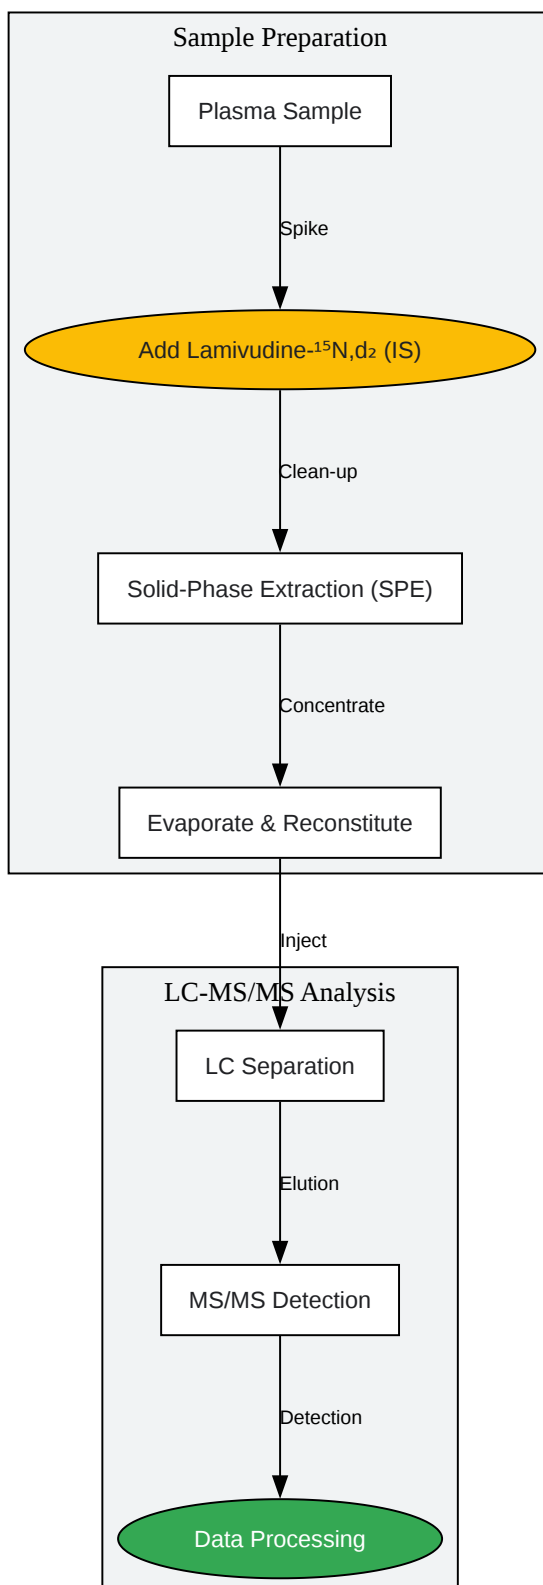 Sample Preparation
Plasma Sample
Spike
Add Lamivudine-¹⁵N,d₂ (IS)
Clean-up
Solid-Phase Extraction (SPE)
Concentrate
Evaporate & Reconstitute
Inject
LC-MS/MS Analysis
LC Separation
Elution
MS/MS Detection
Detection
Data Processing